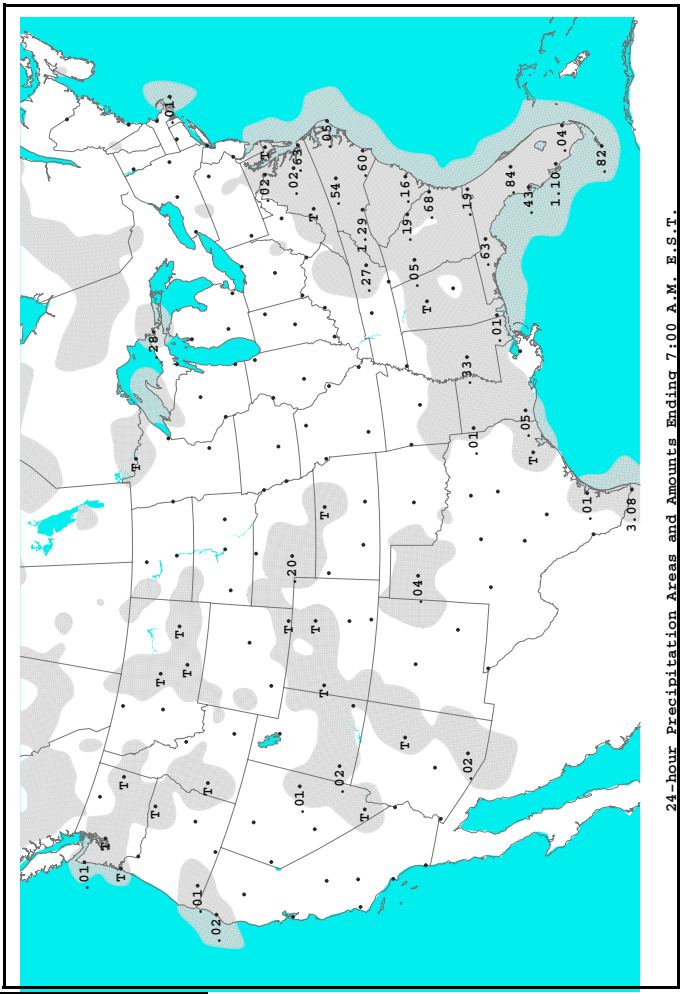 .01
T
T
T
T
.28
T
T
.01
T
T
.01
T
.02
T
.02
T
.20
.02
.63
.01
T
T
T
T
.05
.54
.02
1.29
.60
T
.27
T
.16
.19
.05
.04
T
.68
.02
.33
.19
.01
.63
.01
.84
.05
.43
T
1.10
.04
.01
.82
3.08
24-hour Precipitation Areas and Amounts Ending 7:00 A.M. E.S.T.